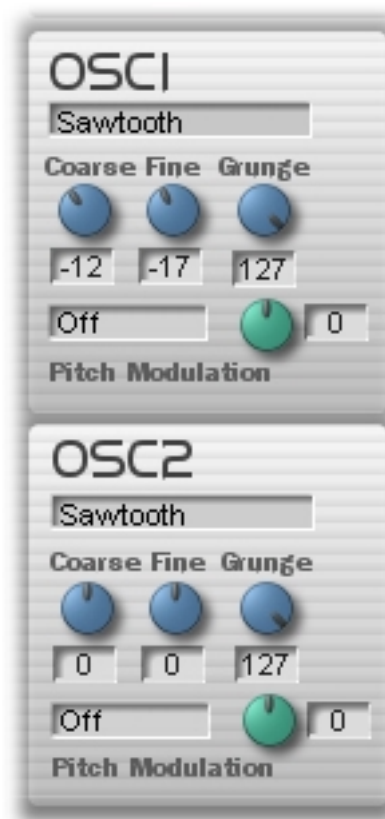 OSC1
Sawtooth
Coarse Fine Grunge
-12 -17 127
Off 0
Pitch Modulation
OSC2
Sawtooth
Coarse Fine Grunge
0 0 127
Off 0
Pitch Modulation